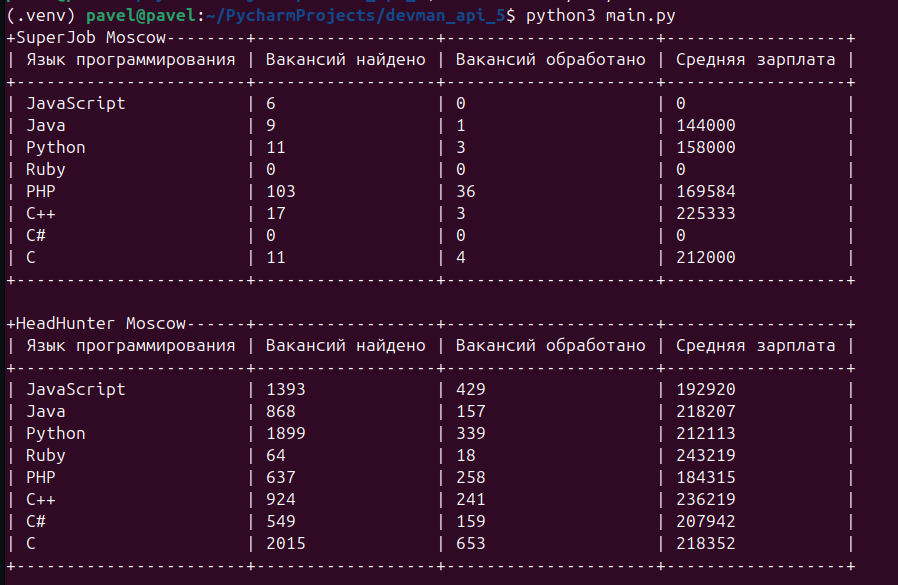 (.venv) pavel@pavel:~/PycharmProjects/devman_api_5$ python3 main.py
+SuperJob Moscow--------+------------------+---------------------+------------------+
| Язык программирования | Вакансий найдено | Вакансий обработано | Средняя зарплата |
+-----------------------+------------------+---------------------+------------------+
| JavaScript            | 6                | 0                   | 0                |
| Java                  | 9                | 1                   | 144000           |
| Python                | 11               | 3                   | 158000           |
| Ruby                  | 0                | 0                   | 0                |
| PHP                   | 103              | 36                  | 169584           |
| C++                   | 17               | 3                   | 225333           |
| C#                    | 0                | 0                   | 0                |
| C                     | 11               | 4                   | 212000           |
+-----------------------+------------------+---------------------+------------------+

+HeadHunter Moscow------+------------------+---------------------+------------------+
| Язык программирования | Вакансий найдено | Вакансий обработано | Средняя зарплата |
+-----------------------+------------------+---------------------+------------------+
| JavaScript            | 1393             | 429                 | 192920           |
| Java                  | 868              | 157                 | 218207           |
| Python                | 1899             | 339                 | 212113           |
| Ruby                  | 64               | 18                  | 243219           |
| PHP                   | 637              | 258                 | 184315           |
| C++                   | 924              | 241                 | 236219           |
| C#                    | 549              | 159                 | 207942           |
| C                     | 2015             | 653                 | 218352           |
+-----------------------+------------------+---------------------+------------------+